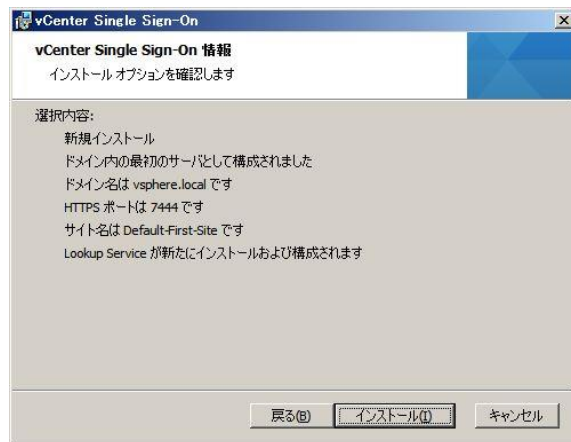 vCenter Single Sign-On
vCenter Single Sign-On 情報
インストール オプションを確認します
選択内容:
新規インストール
ドメイン内の最初のサーバとして構成されました
ドメイン名は vsphere.local です
HTTPS ポートは 7444 です
サイト名は Default-First-Site です
Lookup Service が新たにインストールおよび構成されます
戻る(B)
インストール(I)
キャンセル